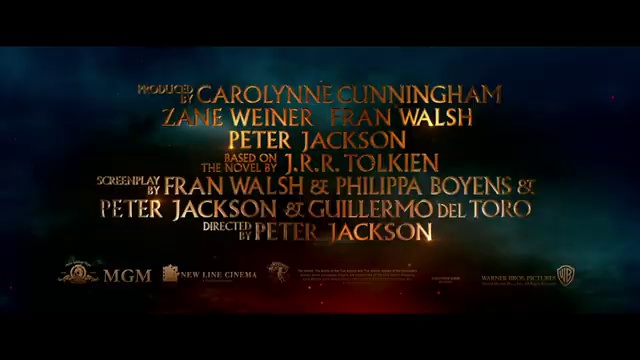 PRODUCED BY CAROLYNNE CUNNINGHAM
ZANE WEINER FRAN WALSH
PETER JACKSON
BASED ON THE NOVEL BY J.R.R. TOLKIEN
SCREENPLAY BY FRAN WALSH & PHILIPPA BOYENS &
PETER JACKSON & GUILLERMO DEL TORO
DIRECTED BY PETER JACKSON
MGM NEW LINE CINEMA WARNER BROS. PICTURES WB